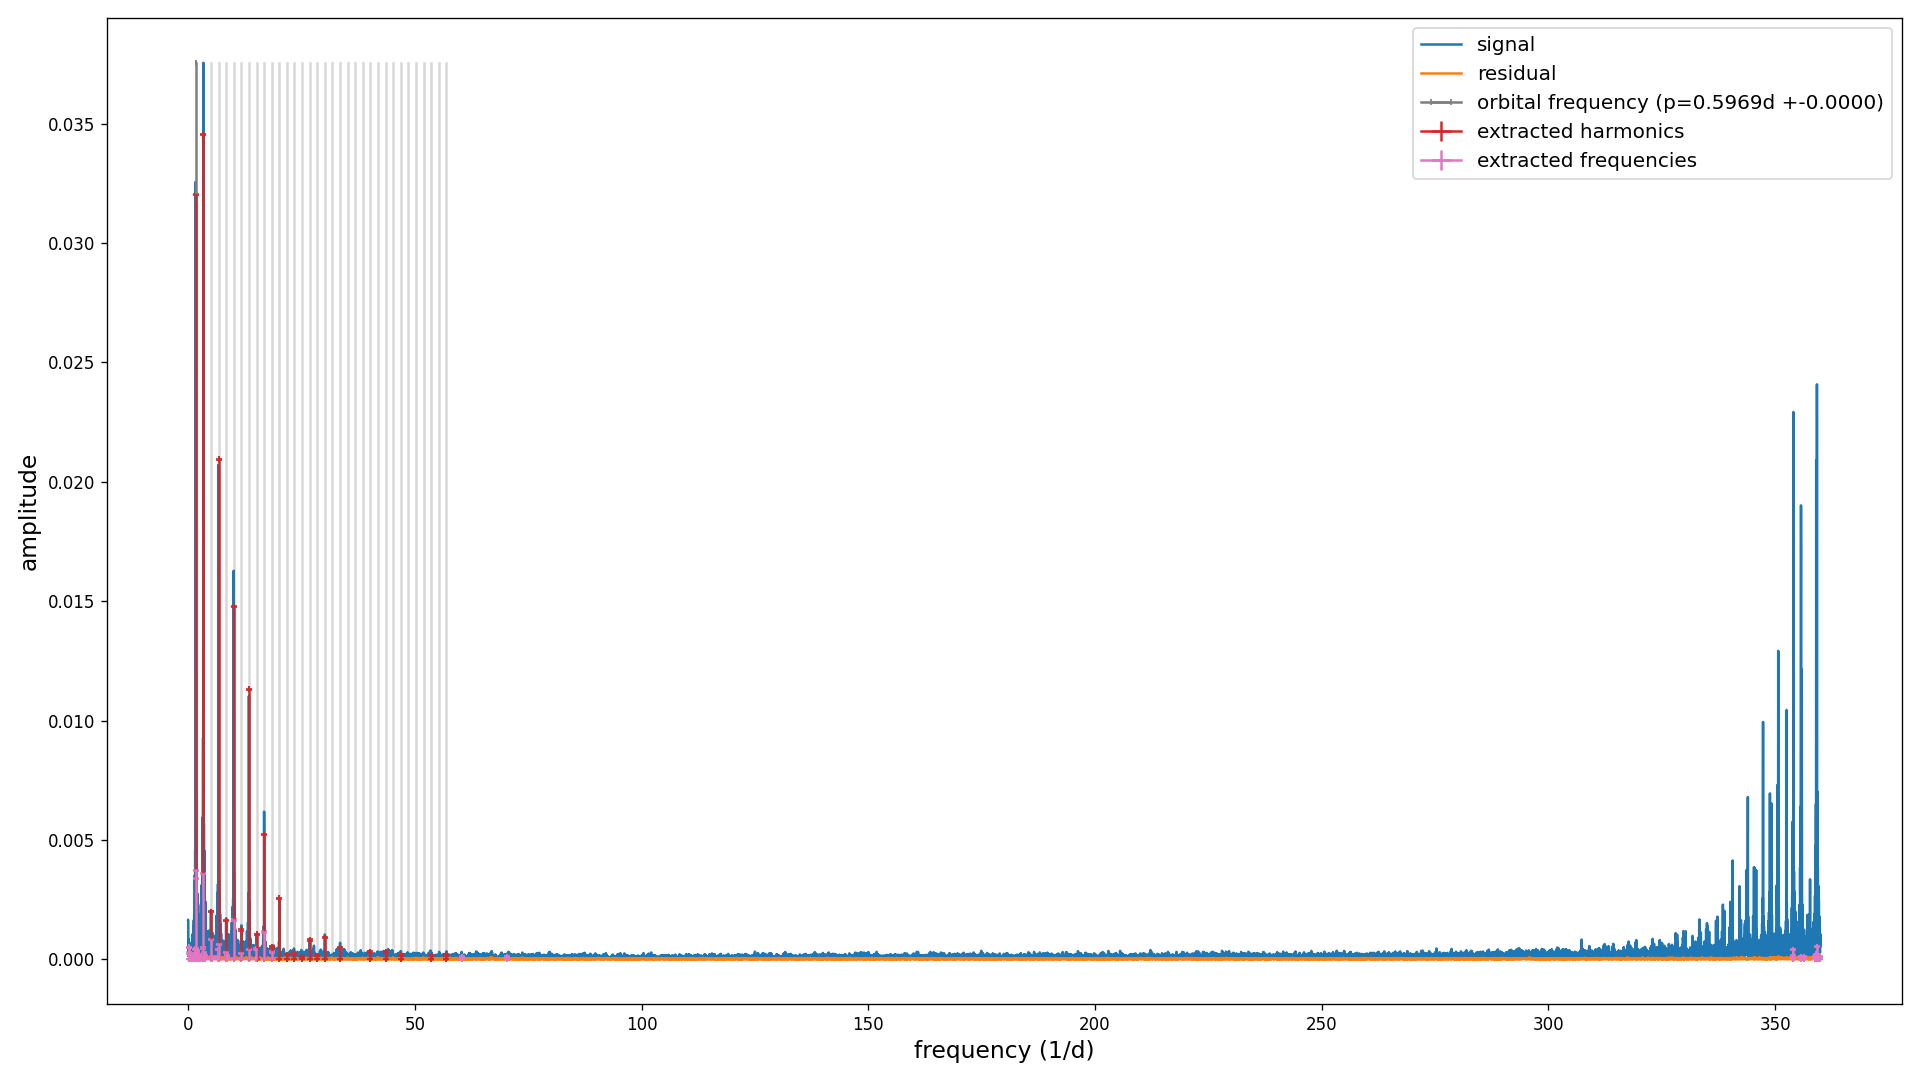 signal
residual
orbital frequency (p=0.5969d +-0.0000)
extracted harmonics
extracted frequencies
amplitude
0.035
0.030
0.025
0.020
0.015
0.010
0.005
0.000
0 50 100 150 200 250 300 350
frequency (1/d)